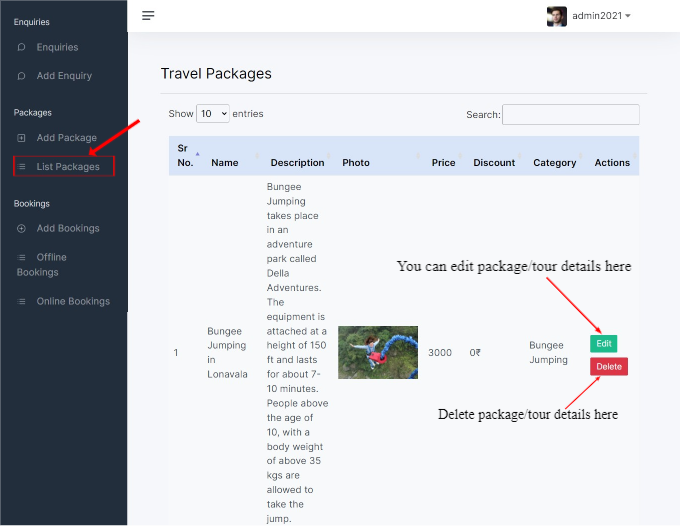 Enquiries
Enquiries
Add Enquiry
Packages
Add Package
List Packages
Bookings
Add Bookings
Offline
Bookings
Online Bookings
admin2021
Travel Packages
Show 10 entries
Search:
Sr
No.
Name
Description
Photo
Price
Discount
Category
Actions
1
Bungee
Jumping
in
Lonavala
Bungee
Jumping
takes place
in an
adventure
park called
Della
Adventures.
The
equipment is
attached at a
height of 150
ft and lasts
for about 7-
10 minutes.
People above
the age of
10, with a
body weight
of above 35
kgs are
allowed to
take the
jump.
3000
0₹
Bungee
Jumping
You can edit package/tour details here
Edit
Delete
Delete package/tour details here